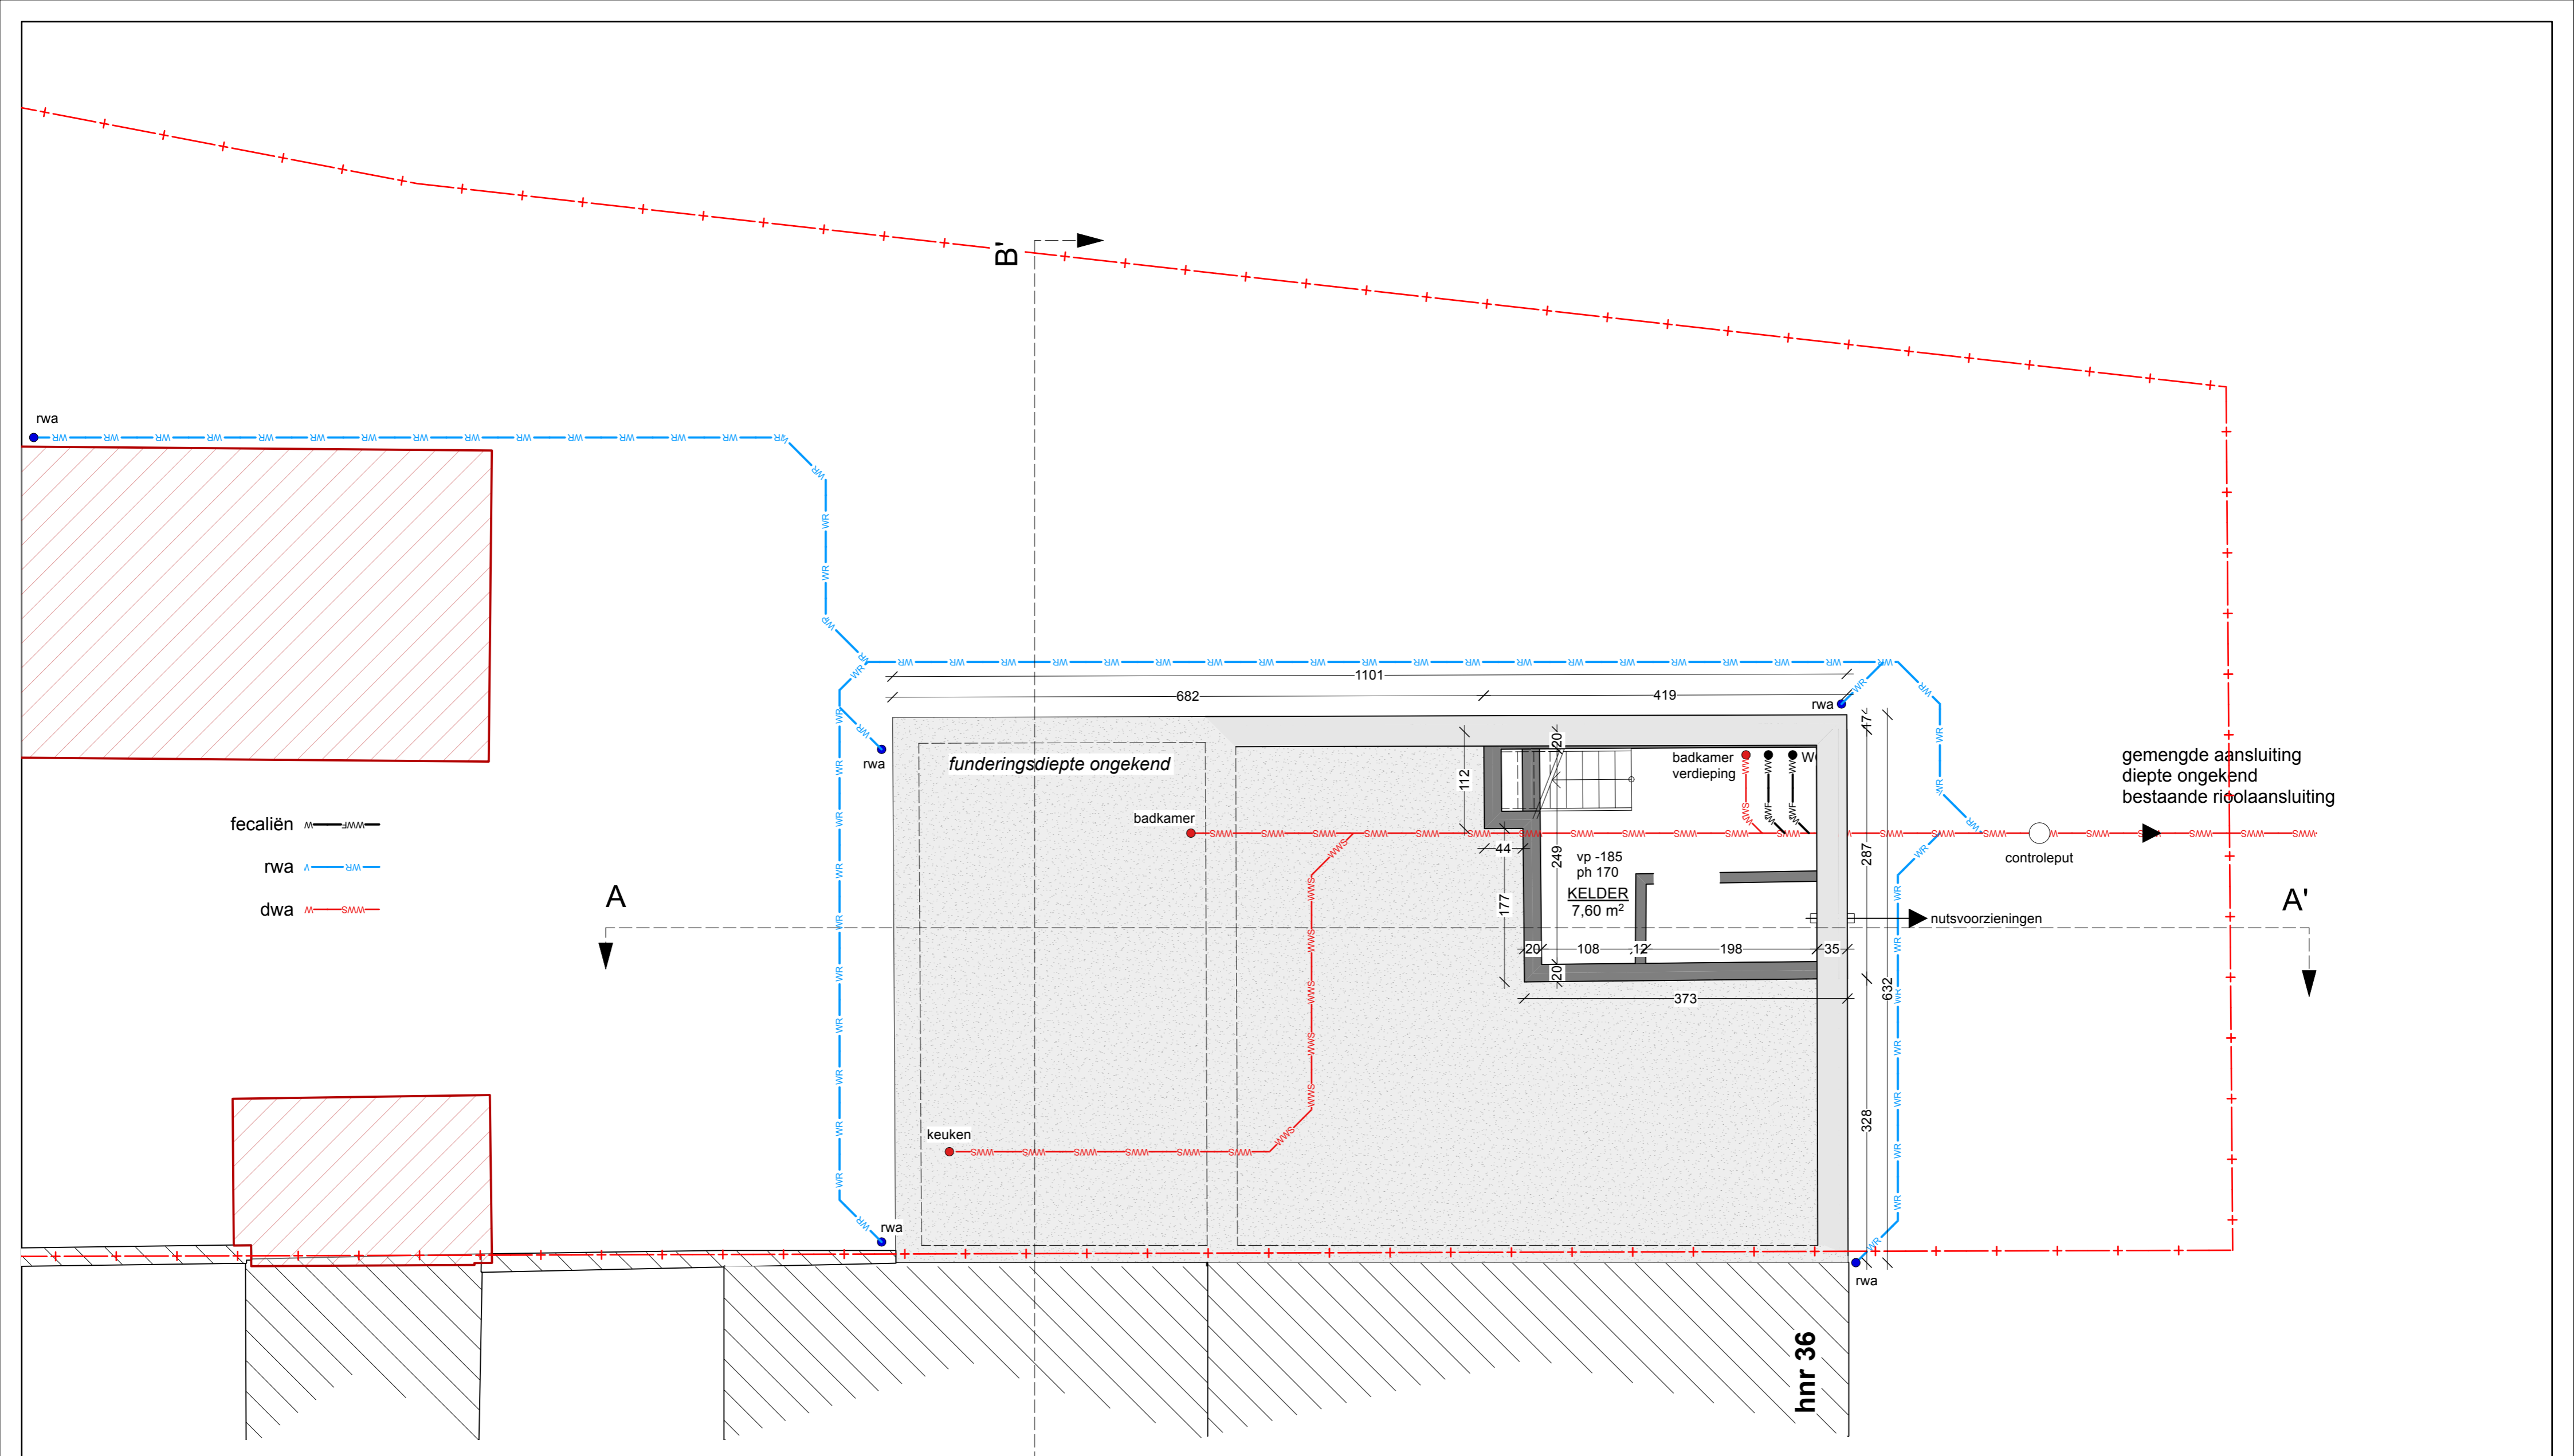 B'
rwa
1101
682
419
rwa
17²
rwa
funderingsdiepte ongekend
112
20
badkamer
verdieping
W
gemengde aansluiting
diepte ongekend
bestaande rioolaansluiting
badkamer
fecaliën
rwa
dwa
44
249
vp -185
ph 170
KELDER
7,60 m²
287
controleput
A
A'
177
nutsvoorzieningen
20
108
12
198
35
20
373
632
328
keuken
rwa
rwa
hnr 36